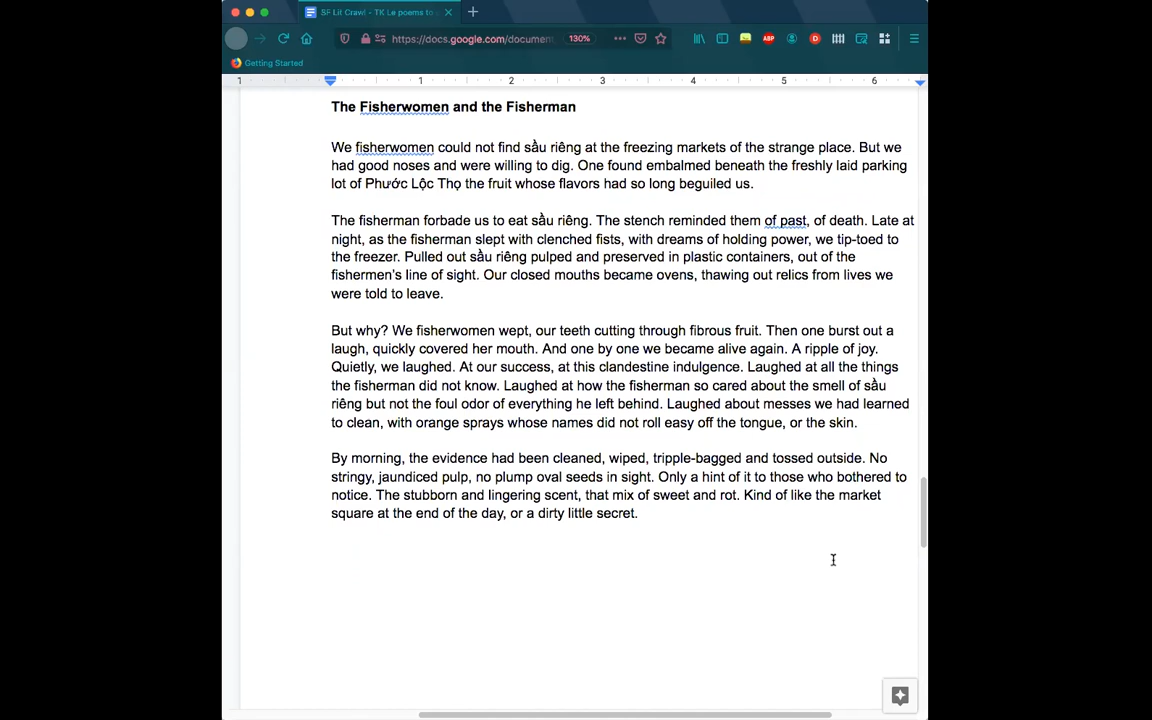 SF Lit Crawl - TK Le poems to
https://docs.google.com/documen
130%
ABP
Getting Started
1 1 2 3 4 5 6
The Fisherwomen and the Fisherman
We fisherwomen could not find sầu riêng at the freezing markets of the strange place. But we
had good noses and were willing to dig. One found embalmed beneath the freshly laid parking
lot of Phước Lộc Thọ the fruit whose flavors had so long beguiled us.
The fisherman forbade us to eat sầu riêng. The stench reminded them of past, of death. Late at
night, as the fisherman slept with clenched fists, with dreams of holding power, we tip-toed to
the freezer. Pulled out sầu riêng pulped and preserved in plastic containers, out of the
fishermen's line of sight. Our closed mouths became ovens, thawing out relics from lives we
were told to leave.
But why? We fisherwomen wept, our teeth cutting through fibrous fruit. Then one burst out a
laugh, quickly covered her mouth. And one by one we became alive again. A ripple of joy.
Quietly, we laughed. At our success, at this clandestine indulgence. Laughed at all the things
the fisherman did not know. Laughed at how the fisherman so cared about the smell of sầu
riêng but not the foul odor of everything he left behind. Laughed about messes we had learned
to clean, with orange sprays whose names did not roll easy off the tongue, or the skin.
By morning, the evidence had been cleaned, wiped, tripple-bagged and tossed outside. No
stringy, jaundiced pulp, no plump oval seeds in sight. Only a hint of it to those who bothered to
notice. The stubborn and lingering scent, that mix of sweet and rot. Kind of like the market
square at the end of the day, or a dirty little secret.